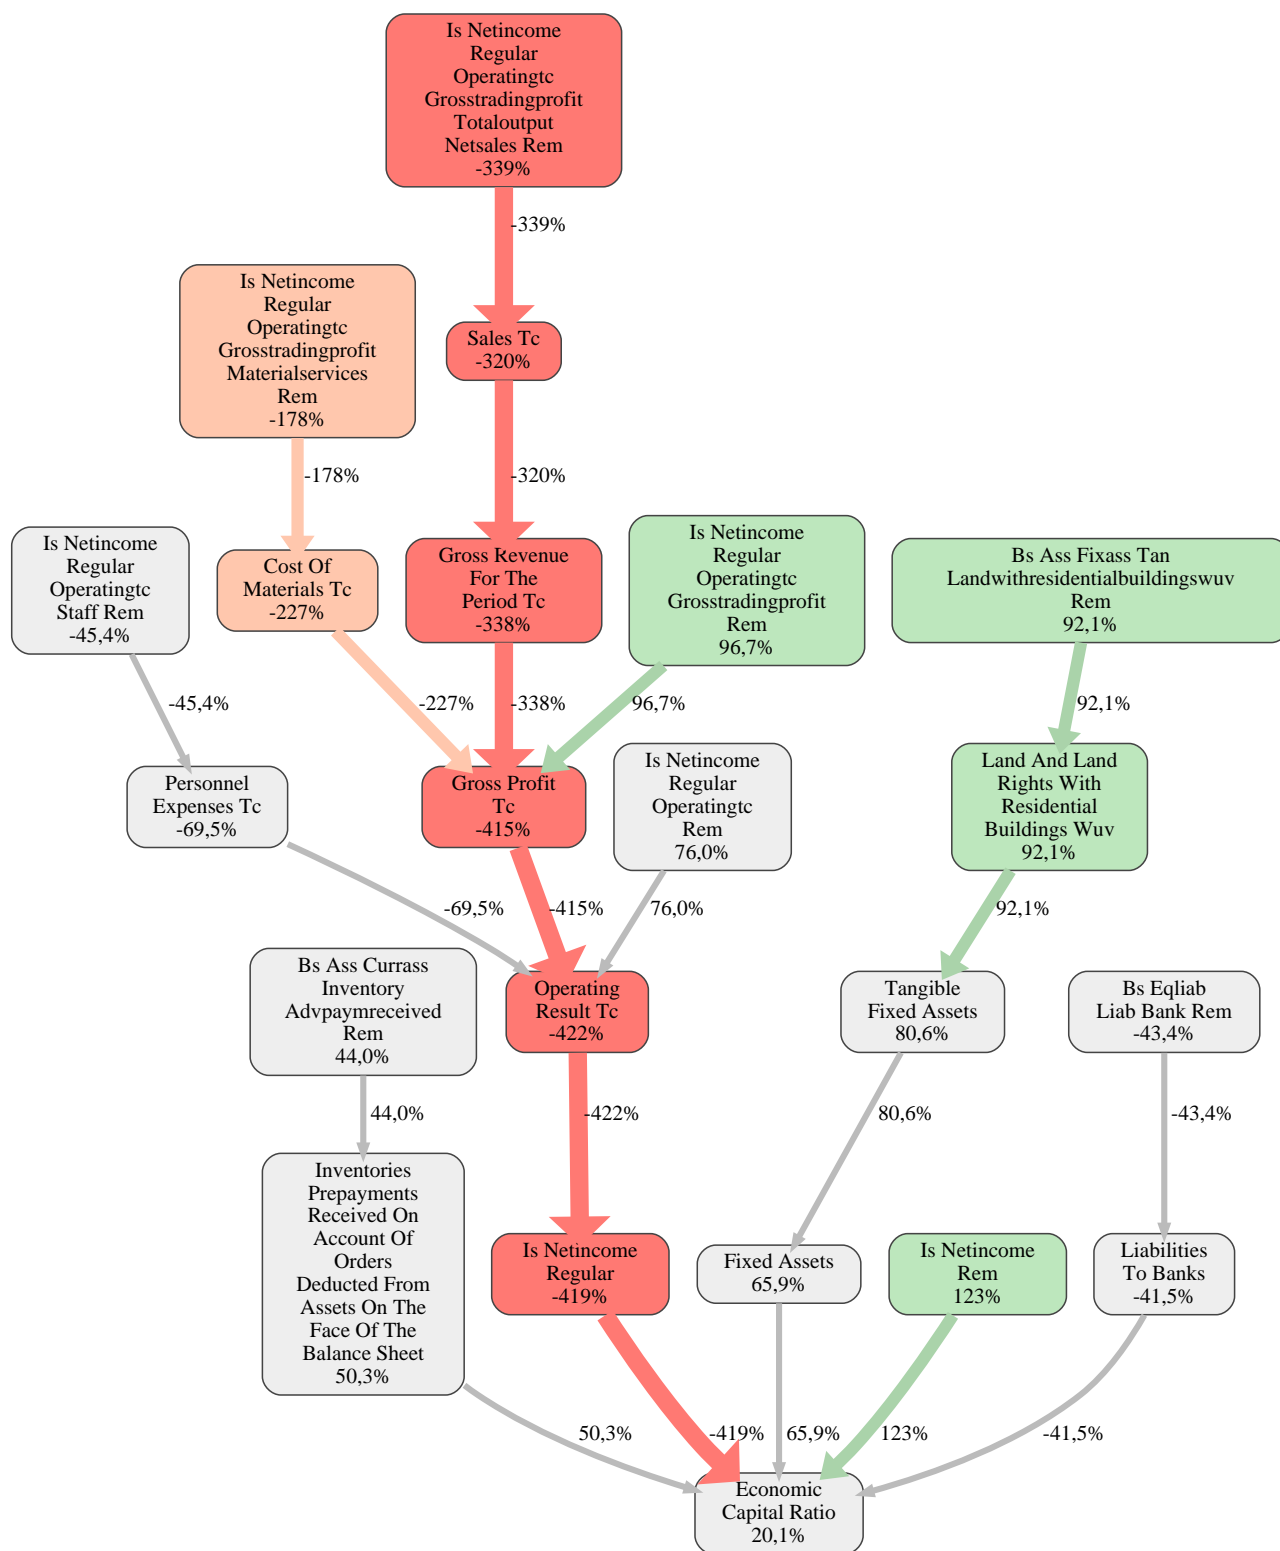 Is Netincome
Regular
Operatingtc
Grosstradingprofit
Totaloutput
Netsales Rem
-339%
-339%
Is Netincome
Regular
Operatingtc
Grosstradingprofit
Materialservices
Rem
-178%
Sales Tc
-320%
-178%
-320%
Is Netincome
Regular
Operatingtc
Staff Rem
-45,4%
Cost Of
Materials Tc
-227%
Gross Revenue
For The
Period Tc
-338%
Is Netincome
Regular
Operatingtc
Grosstradingprofit
Rem
96,7%
Bs Ass Fixass Tan
Landwithresidentialbuildingswuv
Rem
92,1%
-45,4%
-227%
-338%
96,7%
92,1%
Personnel
Expenses Tc
-69,5%
Gross Profit
Tc
-415%
Is Netincome
Regular
Operatingtc
Rem
76,0%
Land And Land
Rights With
Residential
Buildings Wuv
92,1%
-69,5%
-415%
76,0%
92,1%
Bs Ass Currass
Inventory
Advpaymreceived
Rem
44,0%
Operating
Result Tc
-422%
Tangible
Fixed Assets
80,6%
Bs Eqliab
Liab Bank Rem
-43,4%
44,0%
-422%
80,6%
-43,4%
Inventories
Prepayments
Received On
Account Of
Orders
Deducted From
Assets On The
Face Of The
Balance Sheet
50,3%
Is Netincome
Regular
-419%
Fixed Assets
65,9%
Is Netincome
Rem
123%
Liabilities
To Banks
-41,5%
50,3%
-419%
65,9%
123%
-41,5%
Economic
Capital Ratio
20,1%